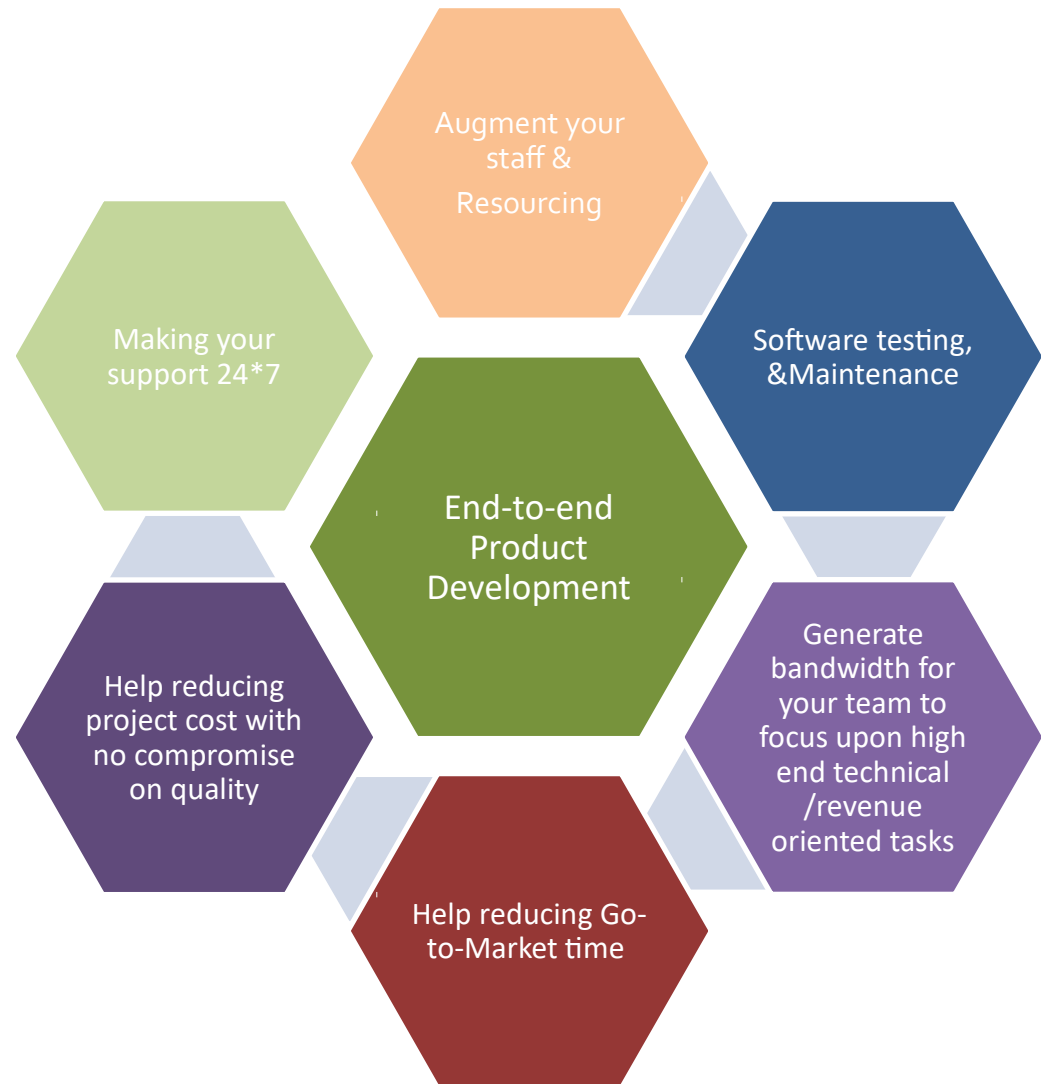 Augment your
staff &
Resourcing
Software testing,
&Maintenance
Generate
bandwidth for
your team to
focus upon high
end technical
/revenue
oriented tasks
Help reducing Go-
to-Market time
Help reducing
project cost with
no compromise
on quality
Making your
support 24*7
End-to-end
Product
Development